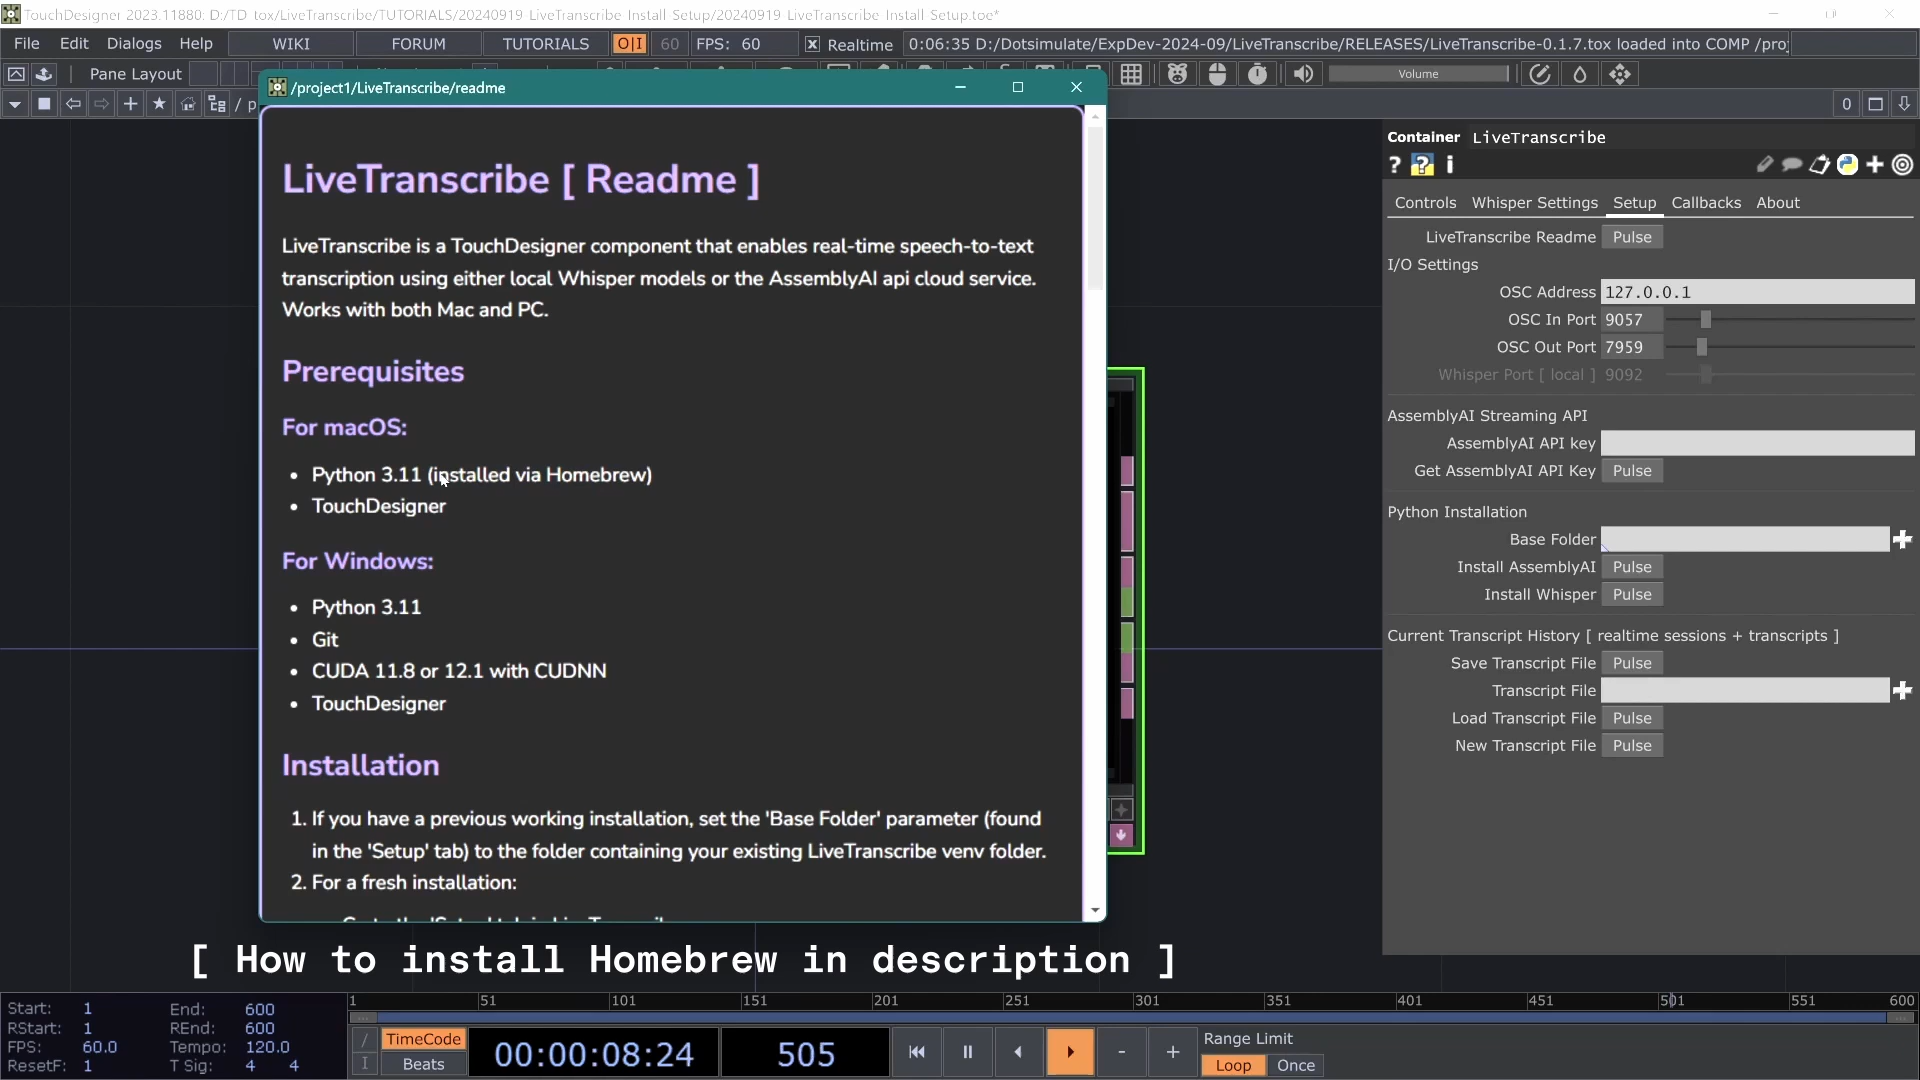 TouchDesigner 2023.11880: D:/TD_tox/LiveTranscribe/TUTORIALS/20240919_LiveTranscribe_Install_Setup/20240919_LiveTranscribe_Install_Setup.toe*
File Edit Dialogs Help WIKI FORUM TUTORIALS O|I 60 FPS: 60 Realtime 0:06:35 D:/Dotsimulate/ExpDev-2024-09/LiveTranscribe/RELEASES/LiveTranscribe-0.1.7.tox loaded into COMP /proj
Pane Layout
Volume
/ p
0
/project1/LiveTranscribe/readme
LiveTranscribe [ Readme ]
LiveTranscribe is a TouchDesigner component that enables real-time speech-to-text
transcription using either local Whisper models or the AssemblyAI api cloud service.
Works with both Mac and PC.
Prerequisites
For macOS:
• Python 3.11 (installed via Homebrew)
• TouchDesigner
For Windows:
• Python 3.11
• Git
• CUDA 11.8 or 12.1 with CUDNN
• TouchDesigner
Installation
1. If you have a previous working installation, set the 'Base Folder' parameter (found
in the 'Setup' tab) to the folder containing your existing LiveTranscribe venv folder.
2. For a fresh installation:
Container LiveTranscribe
? ? i
Controls Whisper Settings Setup Callbacks About
LiveTranscribe Readme Pulse
I/O Settings
OSC Address 127.0.0.1
OSC In Port 9057
OSC Out Port 7959
Whisper Port [ local ] 9092
AssemblyAI Streaming API
AssemblyAI API key
Get AssemblyAI API Key Pulse
Python Installation
Base Folder
Install AssemblyAI Pulse
Install Whisper Pulse
Current Transcript History [ realtime sessions + transcripts ]
Save Transcript File Pulse
Transcript File
Load Transcript File Pulse
New Transcript File Pulse
[ How to install Homebrew in description ]
1 51 101 151 201 251 301 351 401 451 501 551 600
Start: 1 End: 600
RStart: 1 REnd: 600
FPS: 60.0 Tempo: 120.0
ResetF: 1 T Sig: 4 4
/ TimeCode
I Beats
00:00:08:24 505
- +
Range Limit
Loop Once